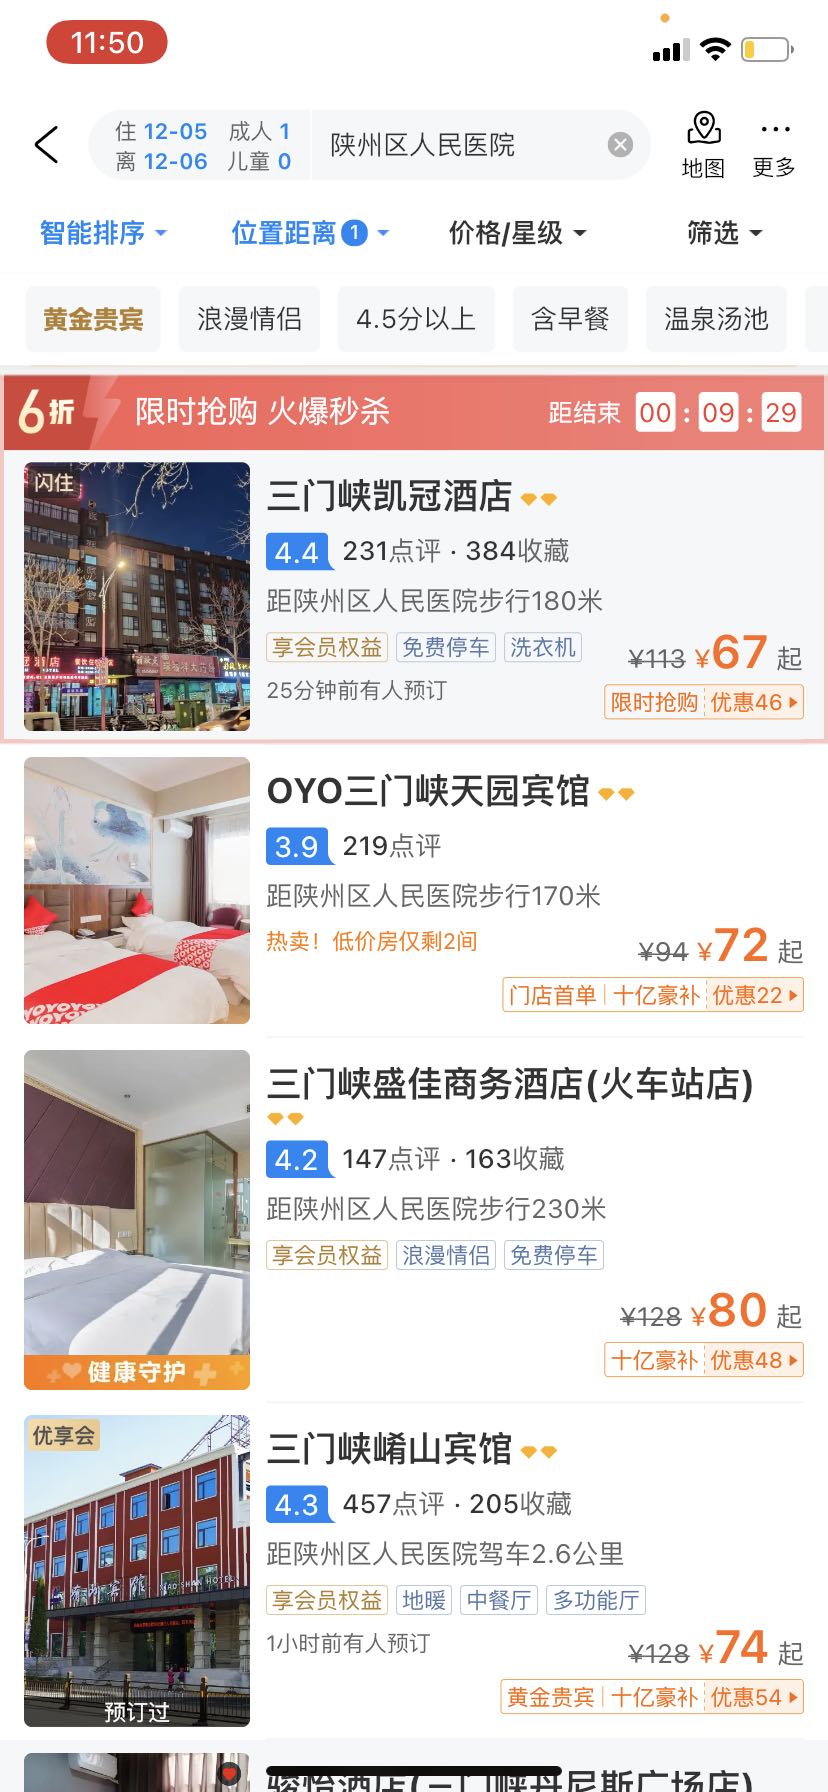 11:50
住 12-05 成人 1
离 12-06 儿童 0
陕州区人民医院
地图
更多
智能排序
位置距离 1
价格/星级
筛选
黄金贵宾
浪漫情侣
4.5分以上
含早餐
温泉汤池
6折
限时抢购 火爆秒杀
距结束 00 : 09 : 29
闪住
三门峡凯冠酒店
4.4 231点评 · 384收藏
距陕州区人民医院步行180米
享会员权益 免费停车 洗衣机
25分钟前有人预订
¥113 ¥67 起
限时抢购 优惠46
OYO三门峡天园宾馆
3.9 219点评
距陕州区人民医院步行170米
热卖！低价房仅剩2间
¥94 ¥72 起
门店首单 十亿豪补 优惠22
三门峡盛佳商务酒店(火车站店)
4.2 147点评 · 163收藏
距陕州区人民医院步行230米
享会员权益 浪漫情侣 免费停车
¥128 ¥80 起
十亿豪补 优惠48
健康守护
优享会
三门峡崤山宾馆
4.3 457点评 · 205收藏
距陕州区人民医院驾车2.6公里
享会员权益 地暖 中餐厅 多功能厅
1小时前有人预订
¥128 ¥74 起
黄金贵宾 十亿豪补 优惠54
预订过
骏怡酒店(三门峡丹尼斯广场店)